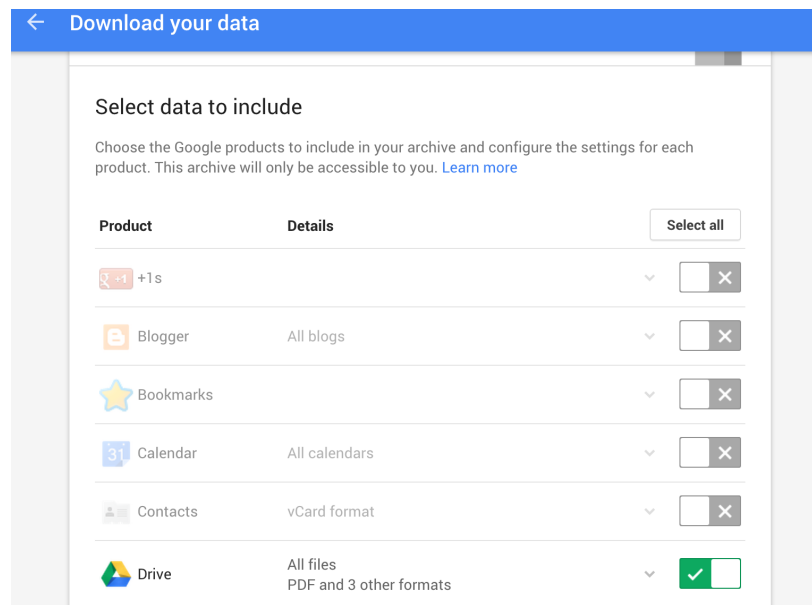 Download your data
Select data to include
Choose the Google products to include in your archive and configure the settings for each
product. This archive will only be accessible to you. Learn more
Product Details Select all
+1 +1s
Blogger All blogs
Bookmarks
31 Calendar All calendars
Contacts vCard format
Drive All files
PDF and 3 other formats